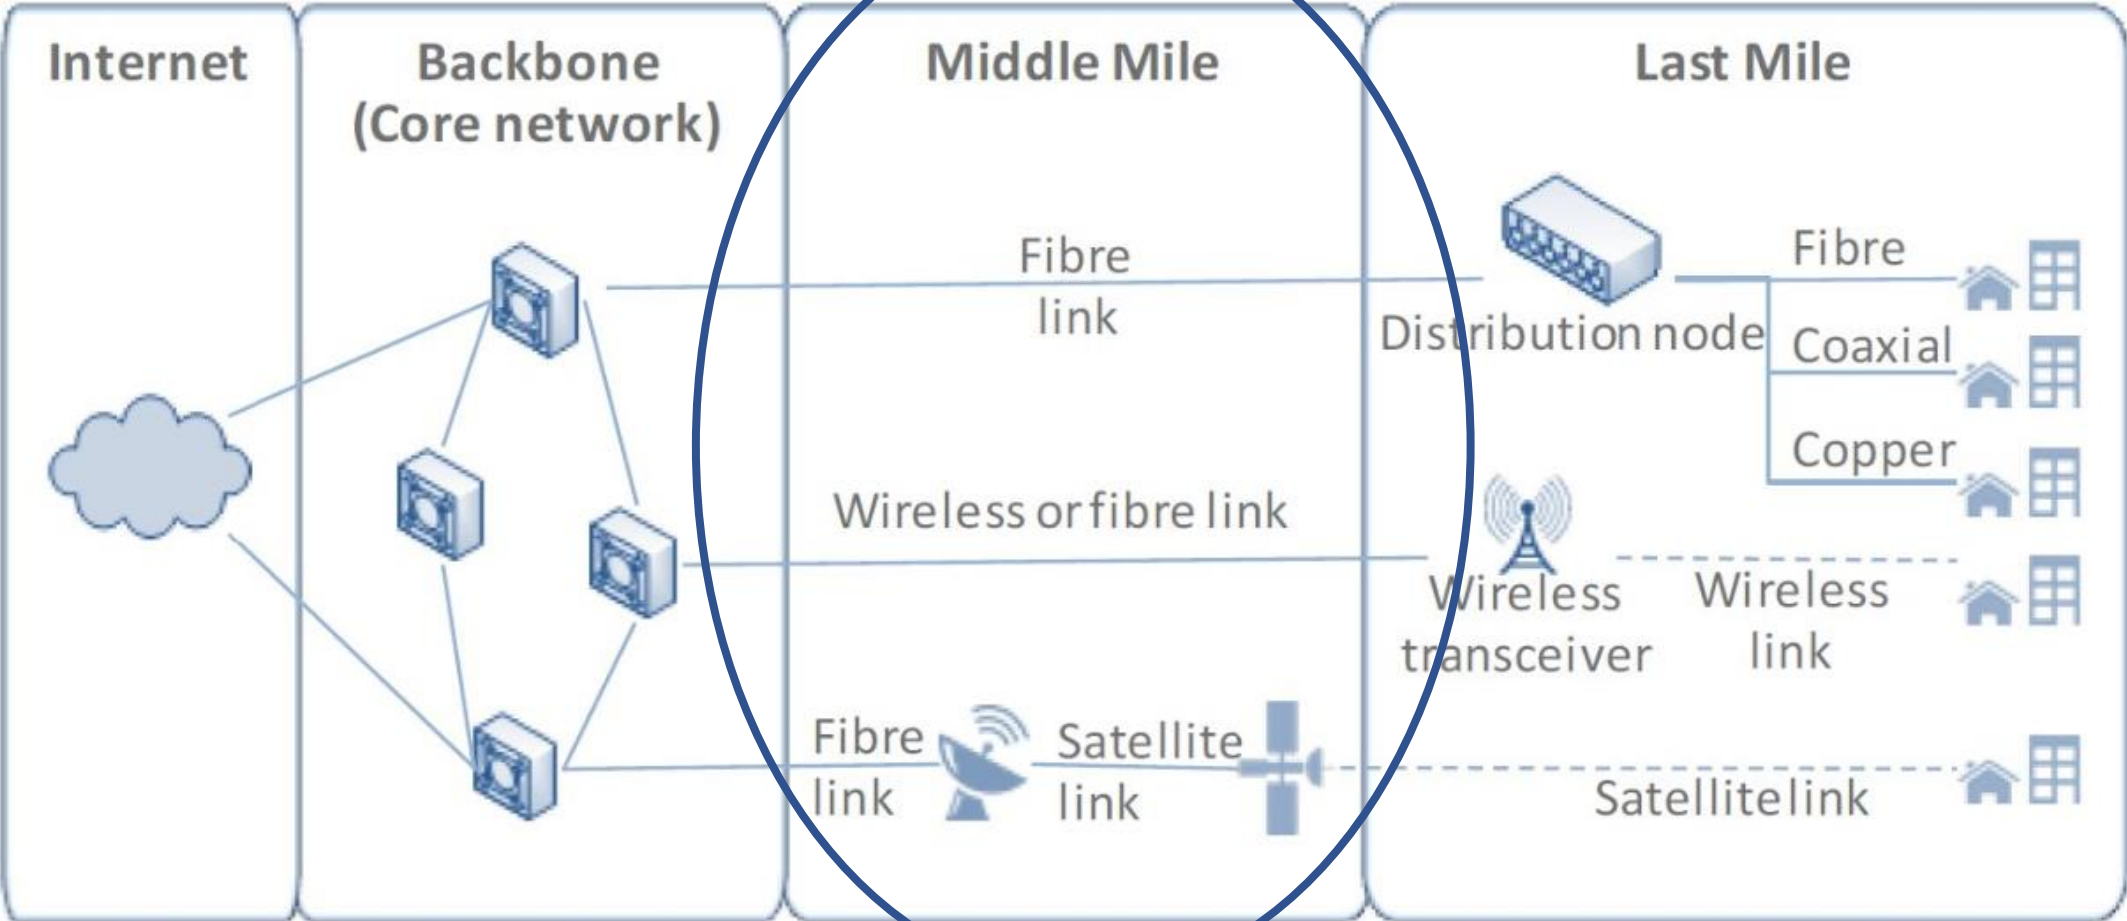 Internet
Backbone
(Core network)
Middle Mile
Last Mile
Fibre
link
Distribution node
Fibre
Coaxial
Copper
Wireless or fibre link
Wireless
transceiver
Wireless
link
Fibre
link
Satellite
link
Satellite link